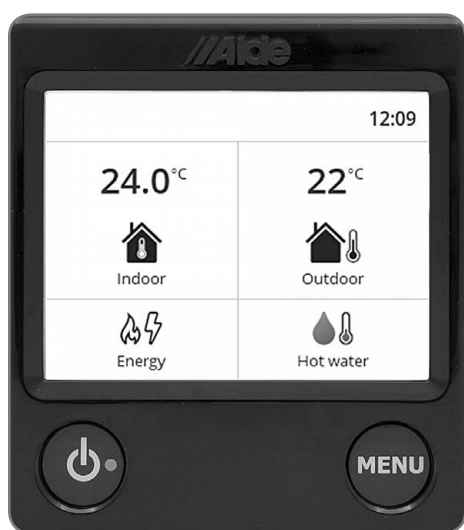 //Alde
12:09
24.0°C 22°C
Indoor Outdoor
Energy Hot water
MENU